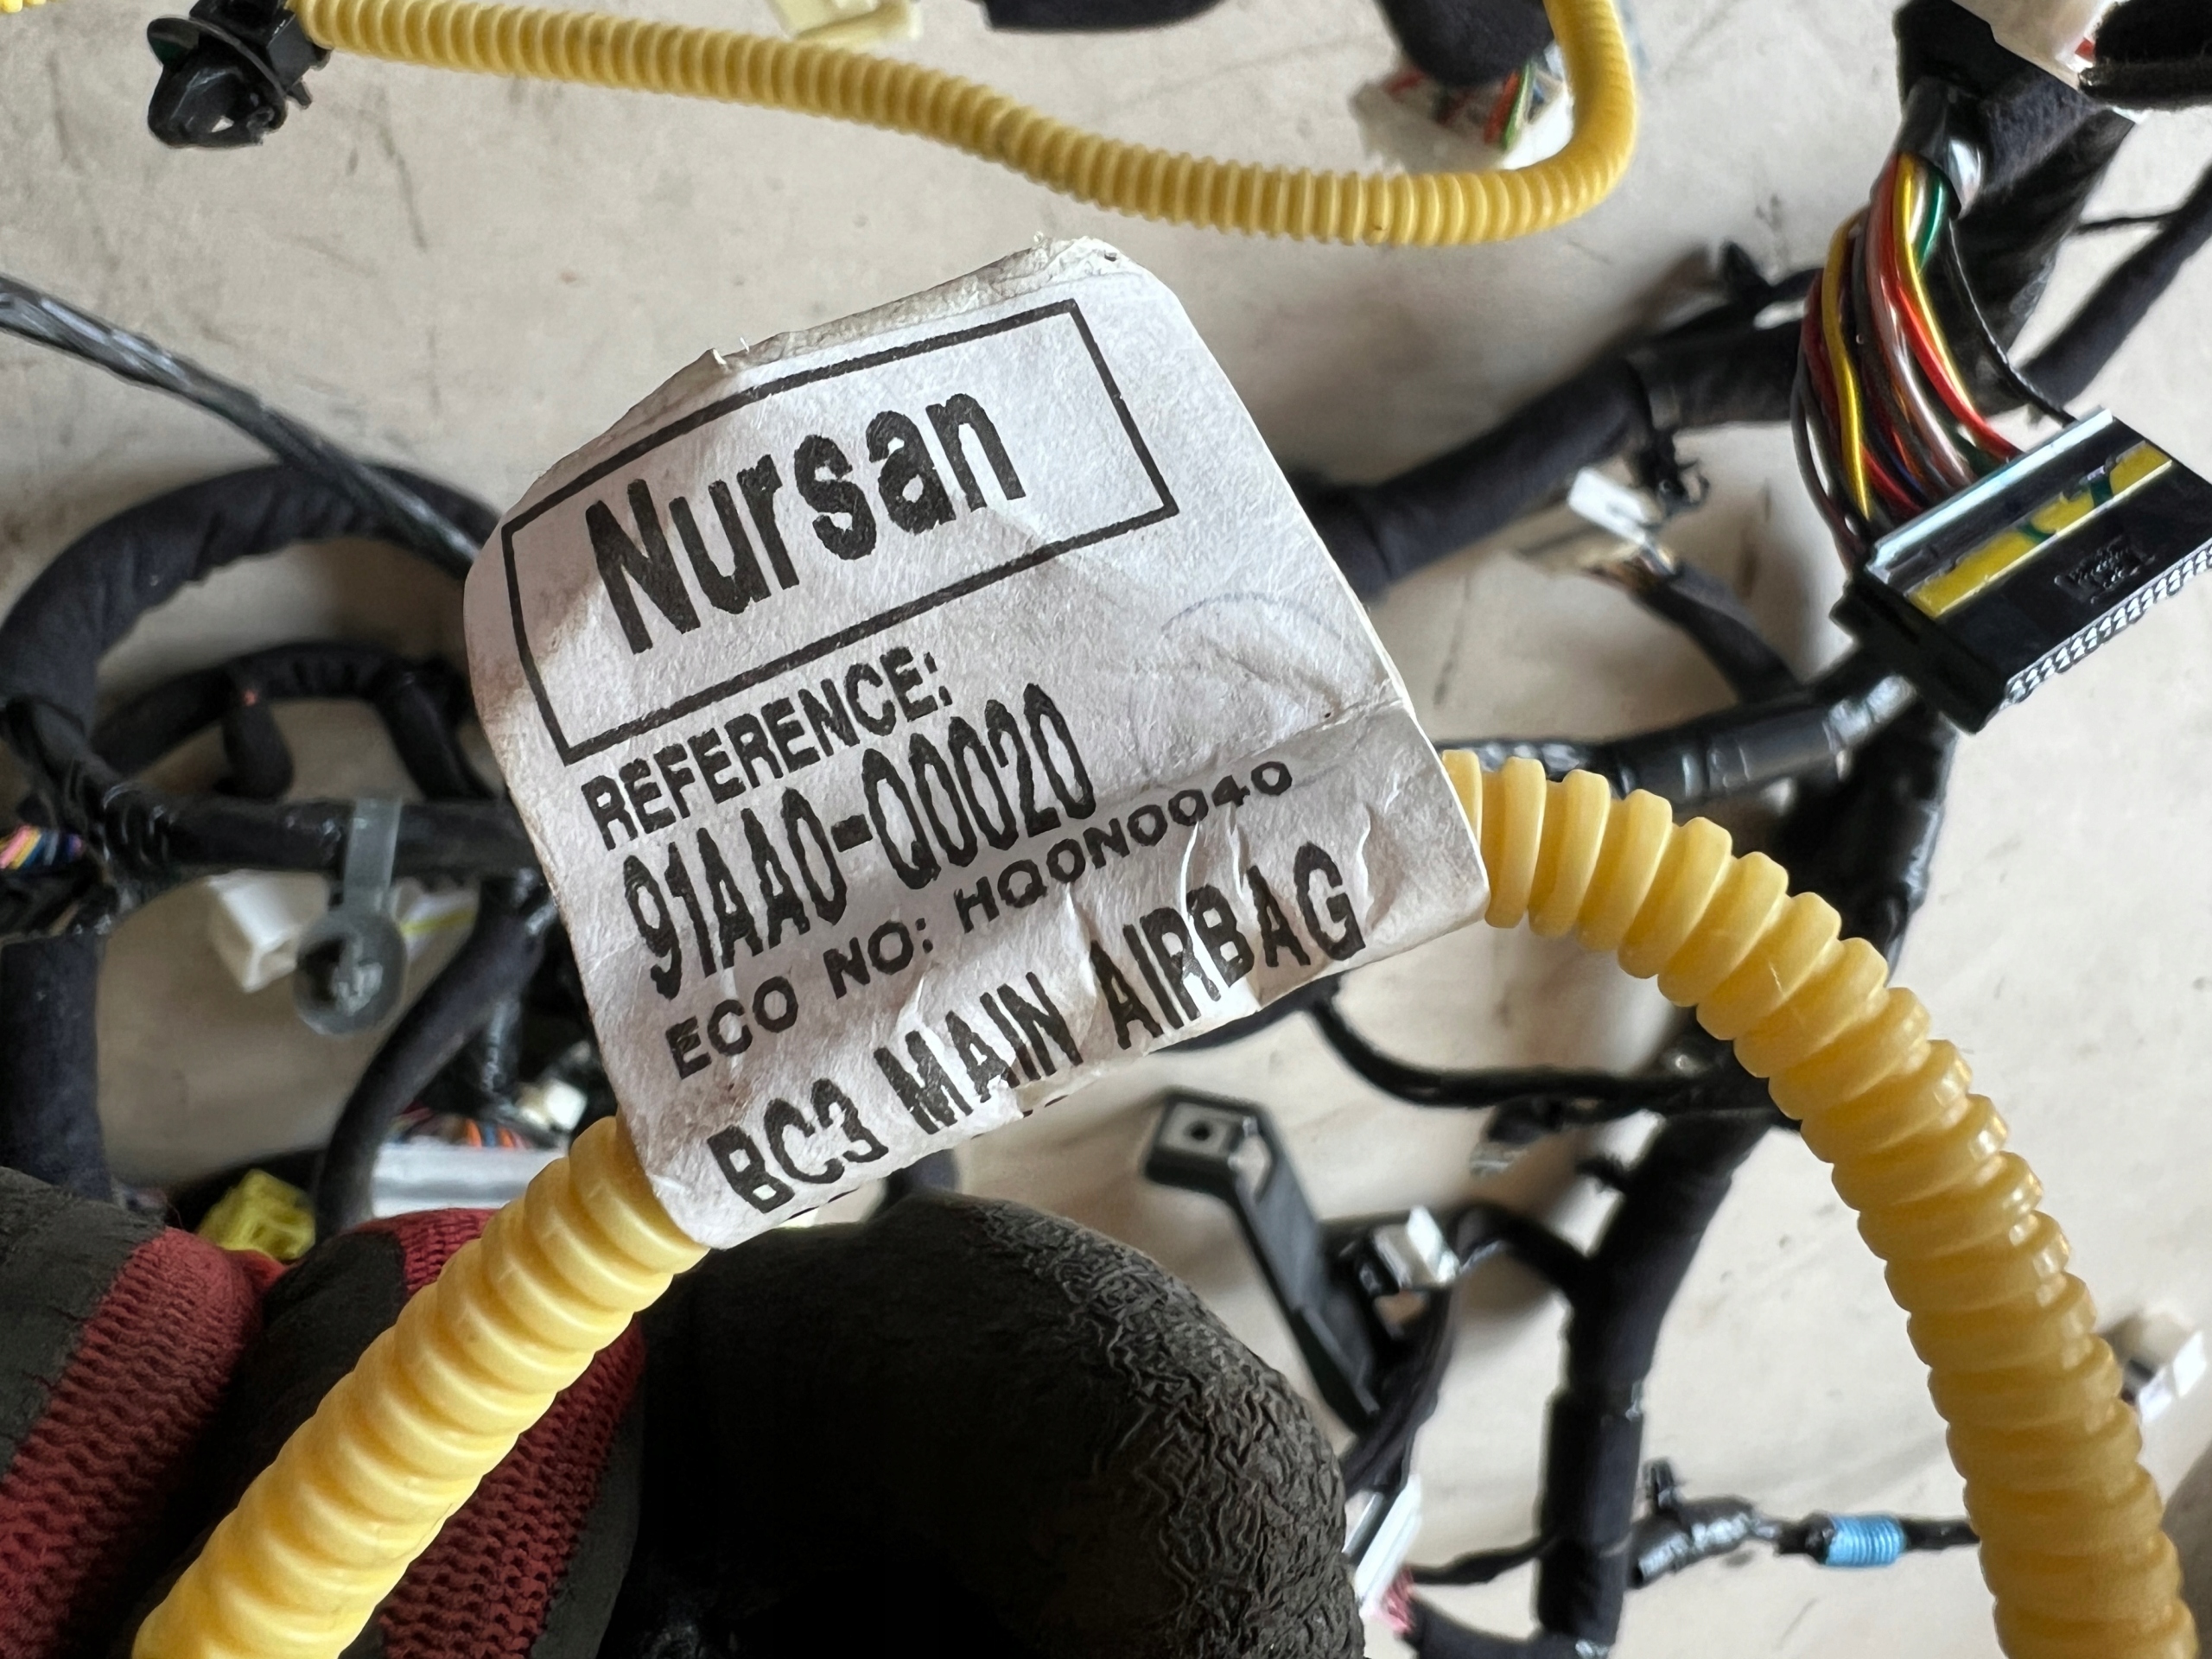 Nursan
REFERENCE:
91AA0-Q0020
ECO NO: HQ0N0040
BC3 MAIN AIRBAG